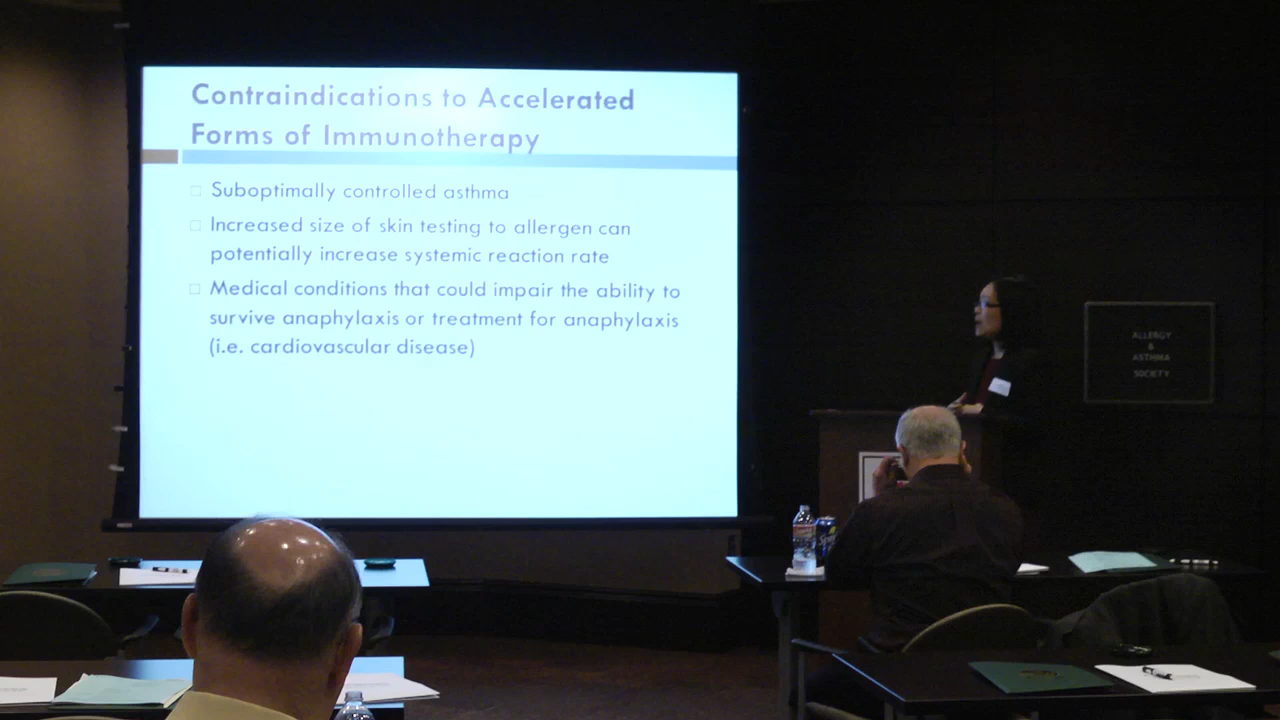 Contraindications to Accelerated
Forms of Immunotherapy
Suboptimally controlled asthma
Increased size of skin testing to allergen can
potentially increase systemic reaction rate
Medical conditions that could impair the ability to
survive anaphylaxis or treatment for anaphylaxis
(i.e. cardiovascular disease)
ALLERGY
&
ASTHMA
SOCIETY